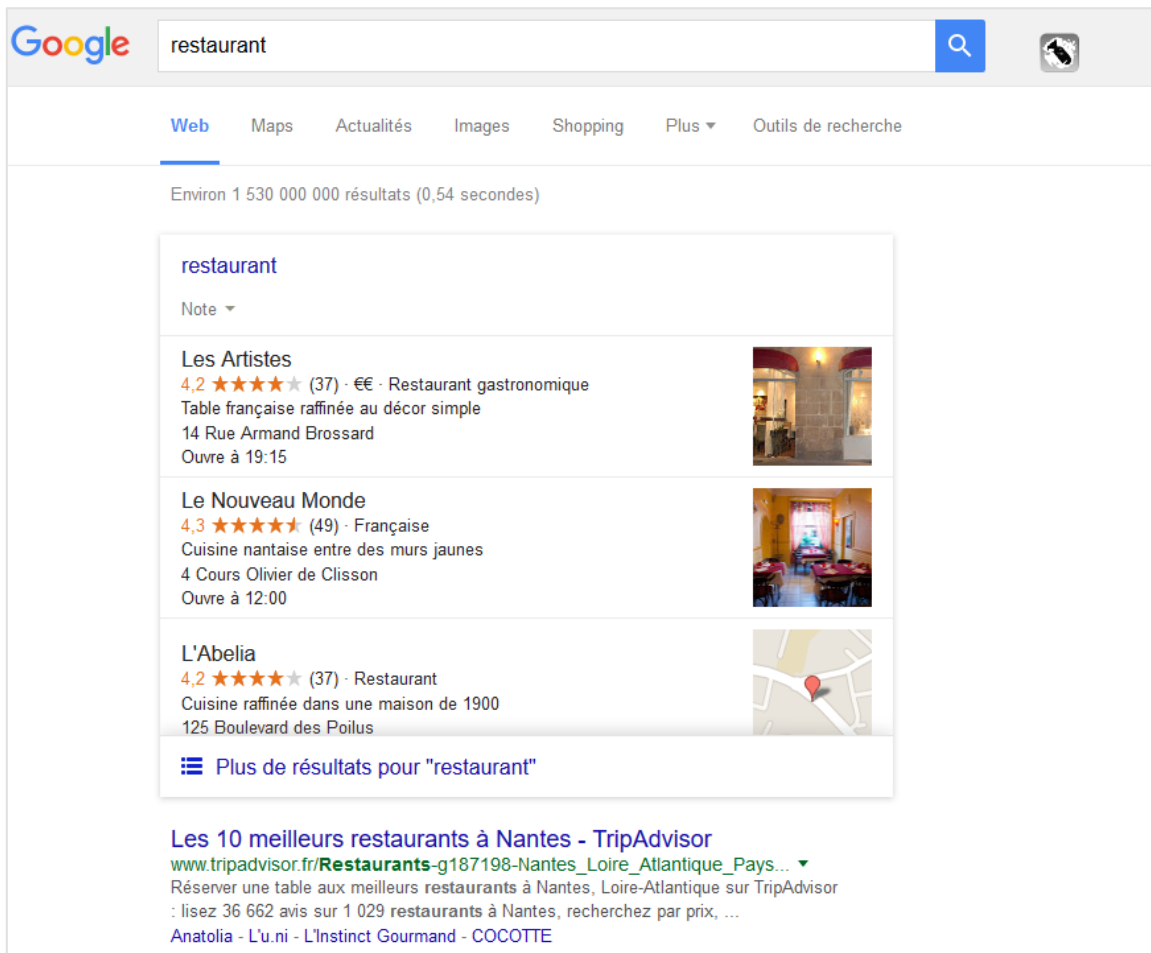 Google
restaurant
Web Maps Actualités Images Shopping Plus Outils de recherche
Environ 1 530 000 000 résultats (0,54 secondes)
restaurant
Note
Les Artistes
4,2 ★★★★★ (37) · €€ · Restaurant gastronomique
Table française raffinée au décor simple
14 Rue Armand Brossard
Ouvre à 19:15
Le Nouveau Monde
4,3 ★★★★★ (49) · Française
Cuisine nantaise entre des murs jaunes
4 Cours Olivier de Clisson
Ouvre à 12:00
L'Abelia
4,2 ★★★★★ (37) · Restaurant
Cuisine raffinée dans une maison de 1900
125 Boulevard des Poilus
Plus de résultats pour "restaurant"
Les 10 meilleurs restaurants à Nantes - TripAdvisor
www.tripadvisor.fr/Restaurants-g187198-Nantes_Loire_Atlantique_Pays...
Réserver une table aux meilleurs restaurants à Nantes, Loire-Atlantique sur TripAdvisor
: lisez 36 662 avis sur 1 029 restaurants à Nantes, recherchez par prix, ...
Anatolia - L'u.ni - L'Instinct Gourmand - COCOTTE